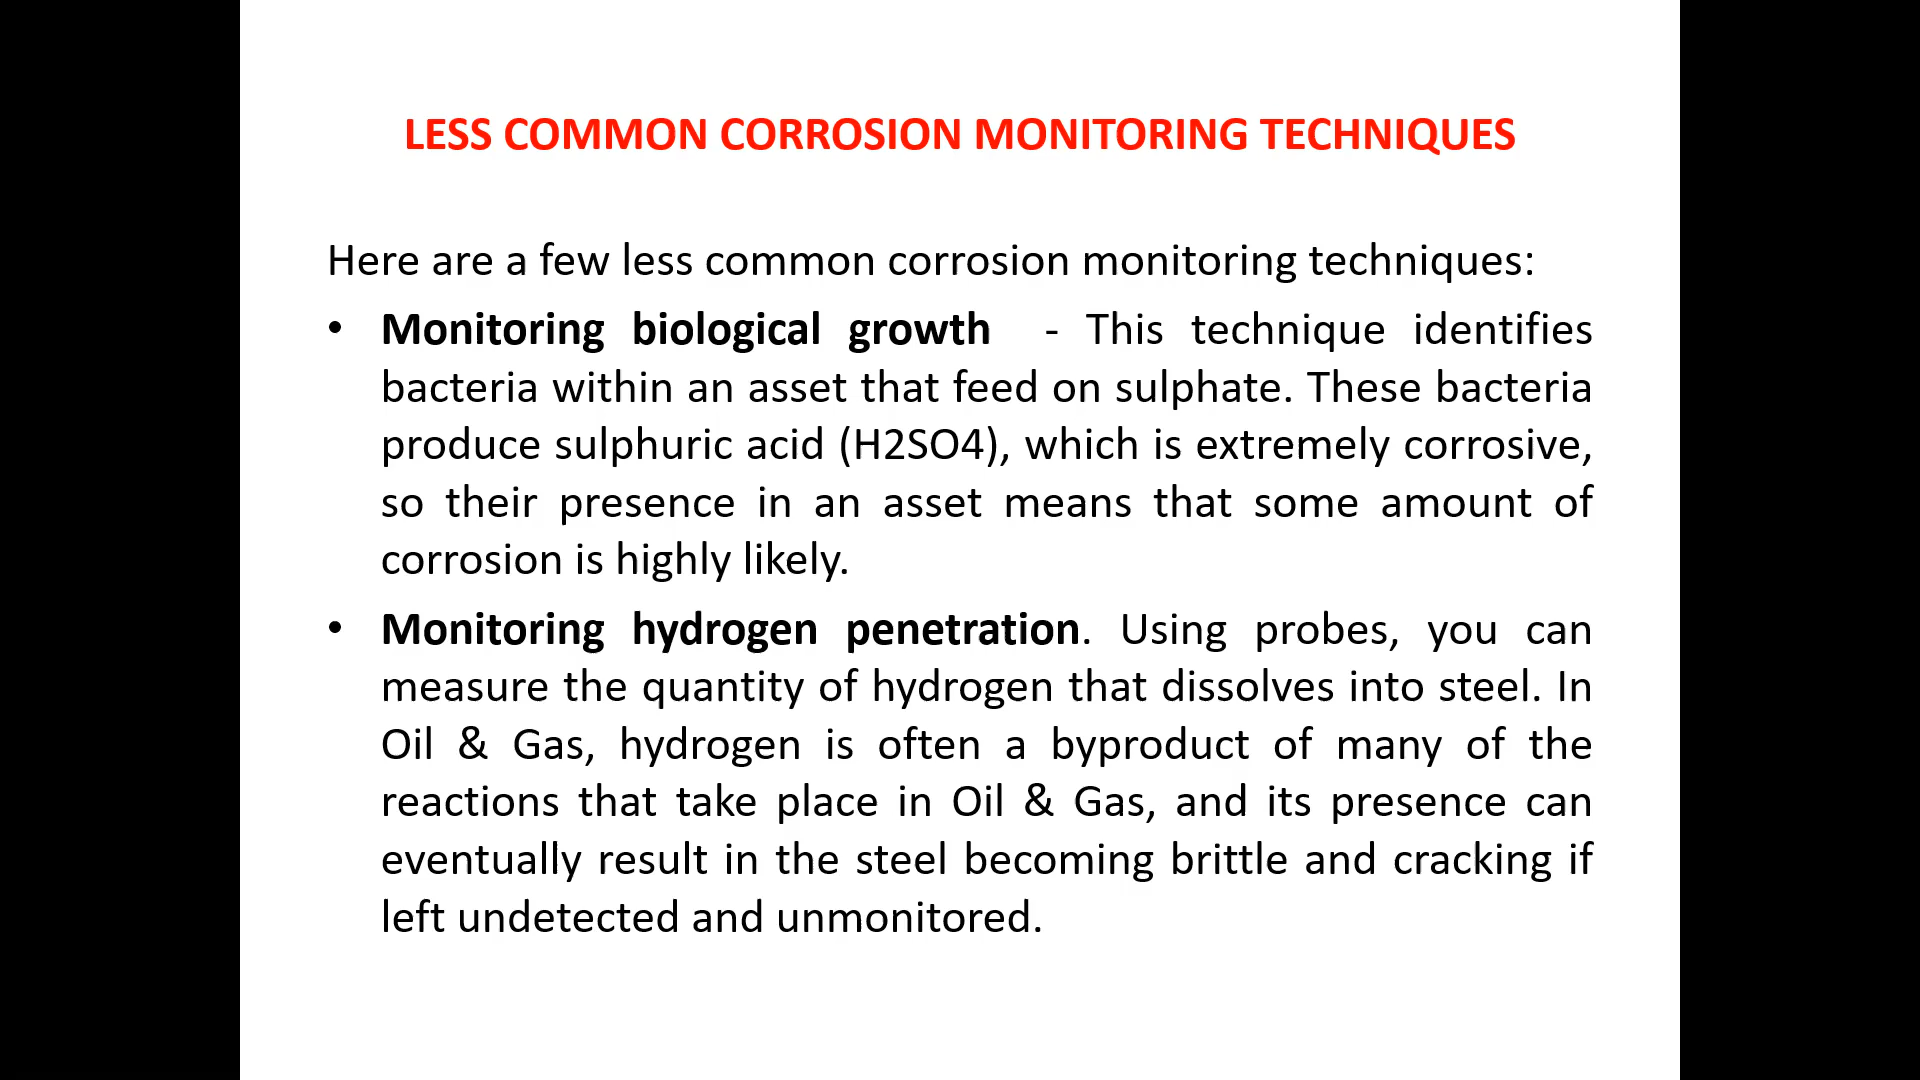 LESS COMMON CORROSION MONITORING TECHNIQUES
Here are a few less common corrosion monitoring techniques:
• Monitoring biological growth - This technique identifies
bacteria within an asset that feed on sulphate. These bacteria
produce sulphuric acid (H2SO4), which is extremely corrosive,
so their presence in an asset means that some amount of
corrosion is highly likely.
• Monitoring hydrogen penetration. Using probes, you can
measure the quantity of hydrogen that dissolves into steel. In
Oil & Gas, hydrogen is often a byproduct of many of the
reactions that take place in Oil & Gas, and its presence can
eventually result in the steel becoming brittle and cracking if
left undetected and unmonitored.